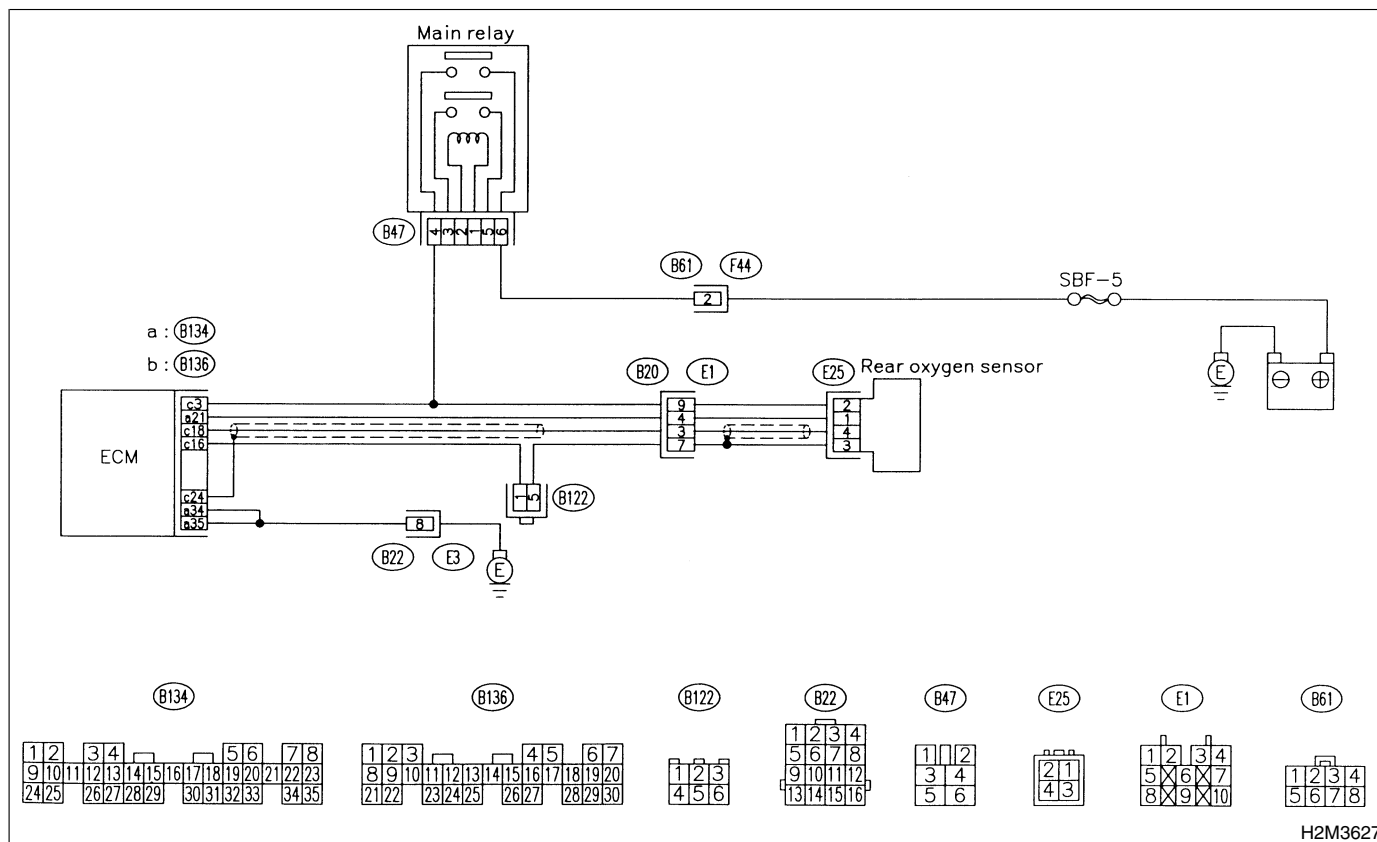 Main relay
B47
4 3 2 1 5 6
B61 F44
2
SBF-5
a : B134
b : B136
B20 E1
E25
Rear oxygen sensor
E
⊖ ⊕
ECM
c3
a21
c18
c16
c24
a34
a35
9
4
3
7
2
1
4
3
1 5
B122
8
B22 E3
E
B134 B136 B122 B22 B47 E25 E1 B61
1 2 3 4 5 6 7 8
9 10 11 12 13 14 15 16 17 18 19 20 21 22 23
24 25 26 27 28 29 30 31 32 33 34 35
1 2 3 4 5 6 7
8 9 10 11 12 13 14 15 16 17 18 19 20
21 22 23 24 25 26 27 28 29 30
1 2 3
4 5 6
1 2 3 4
5 6 7 8
9 10 11 12
13 14 15 16
1 2
3 4
5 6
2 1
4 3
1 2 3 4
5 6 7
8 9 10
1 2 3 4
5 6 7 8
H2M3627